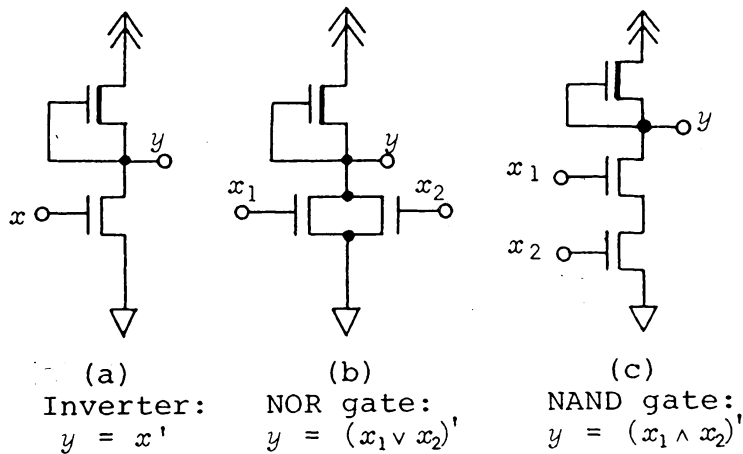 y
x
(a)
Inverter:
y = x'
y
x1
x2
(b)
NOR gate:
y = (x1 ∨ x2)'
y
x1
x2
(c)
NAND gate:
y = (x1 ∧ x2)'